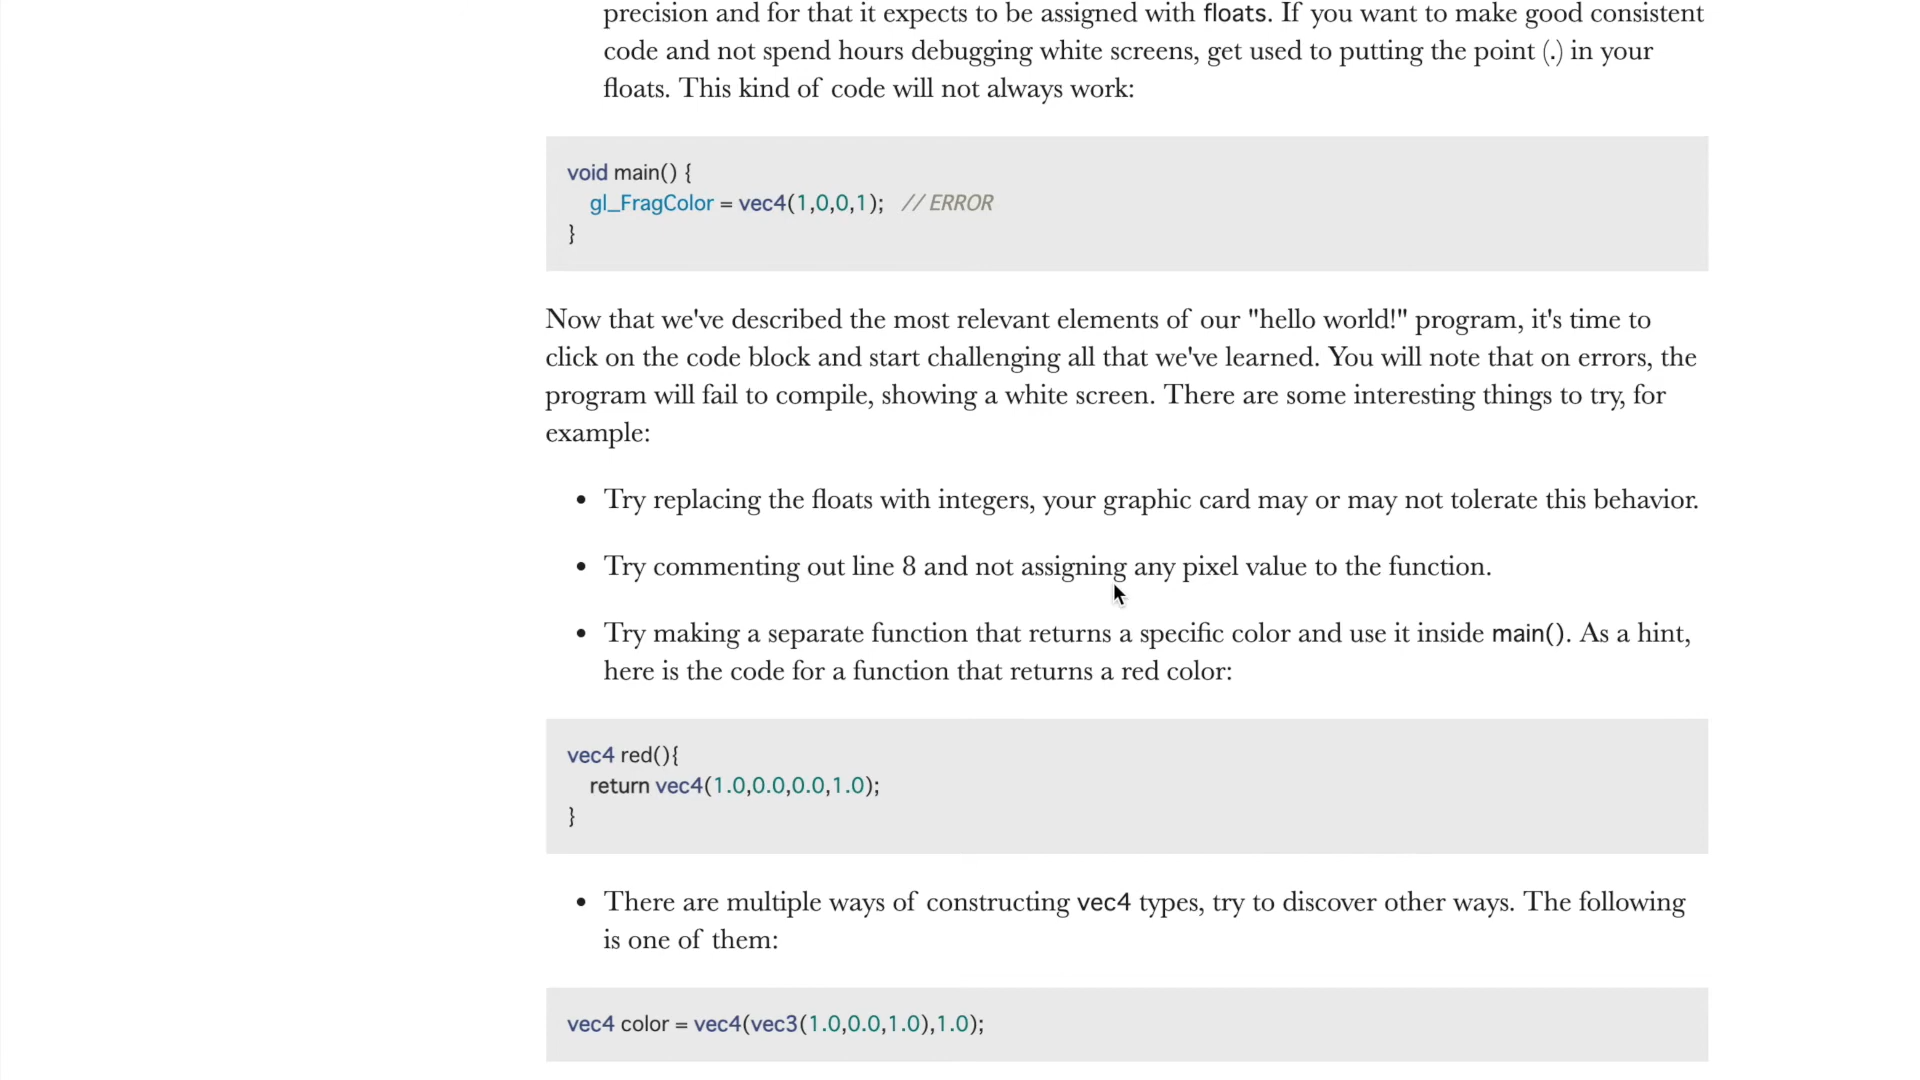 precision and for that it expects to be assigned with floats. If you want to make good consistent
code and not spend hours debugging white screens, get used to putting the point (.) in your
floats. This kind of code will not always work:
void main() {
gl_FragColor = vec4(1,0,0,1); // ERROR
}
Now that we've described the most relevant elements of our "hello world!" program, it's time to
click on the code block and start challenging all that we've learned. You will note that on errors, the
program will fail to compile, showing a white screen. There are some interesting things to try, for
example:
• Try replacing the floats with integers, your graphic card may or may not tolerate this behavior.
• Try commenting out line 8 and not assigning any pixel value to the function.
• Try making a separate function that returns a specific color and use it inside main(). As a hint,
here is the code for a function that returns a red color:
vec4 red(){
return vec4(1.0,0.0,0.0,1.0);
}
• There are multiple ways of constructing vec4 types, try to discover other ways. The following
is one of them:
vec4 color = vec4(vec3(1.0,0.0,1.0),1.0);